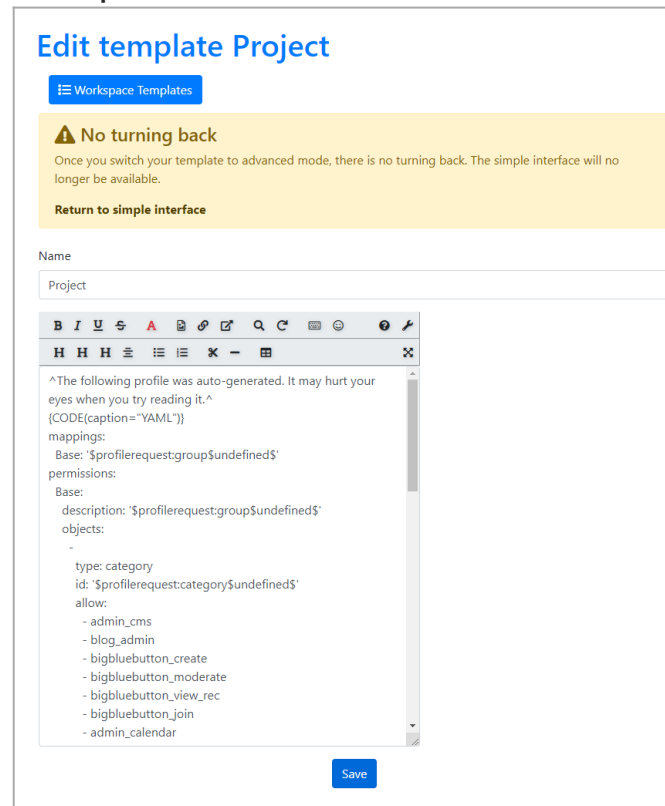 Edit template Project
Workspace Templates
No turning back
Once you switch your template to advanced mode, there is no turning back. The simple interface will no
longer be available.
Return to simple interface
Name
Project
B I U S A
H H H
^The following profile was auto-generated. It may hurt your
eyes when you try reading it.^
{CODE(caption="YAML")}
mappings:
Base: '$profilerequest:group$undefined$'
permissions:
Base:
description: '$profilerequest:group$undefined$'
objects:
-
type: category
id: '$profilerequest:category$undefined$'
allow:
- admin_cms
- blog_admin
- bigbluebutton_create
- bigbluebutton_moderate
- bigbluebutton_view_rec
- bigbluebutton_join
- admin_calendar
Save